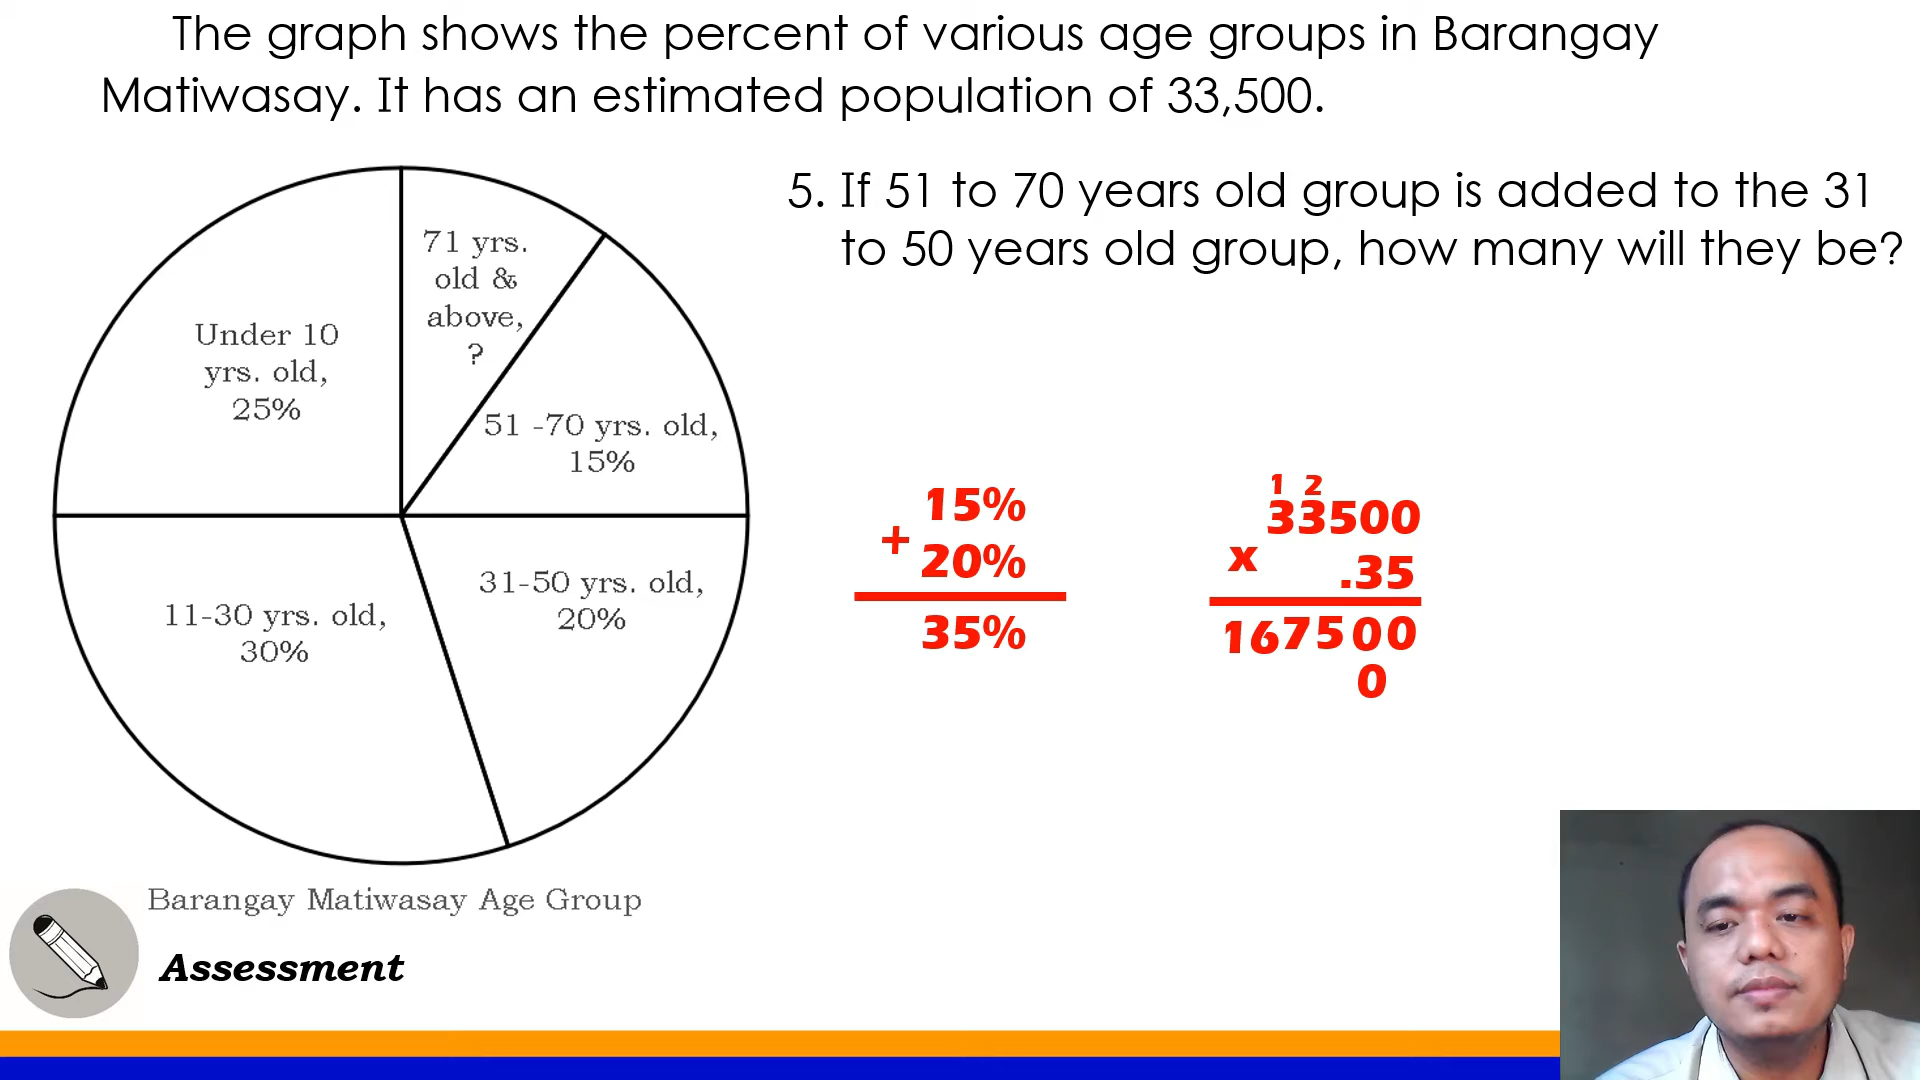 The graph shows the percent of various age groups in Barangay
Matiwasay. It has an estimated population of 33,500.
5. If 51 to 70 years old group is added to the 31
to 50 years old group, how many will they be?
71 yrs.
old &
above,
?
Under 10
yrs. old,
25%
51 -70 yrs. old,
15%
31-50 yrs. old,
20%
11-30 yrs. old,
30%
15%
+ 20%
35%
1 2
33500
x .35
167500
0
Barangay Matiwasay Age Group
Assessment